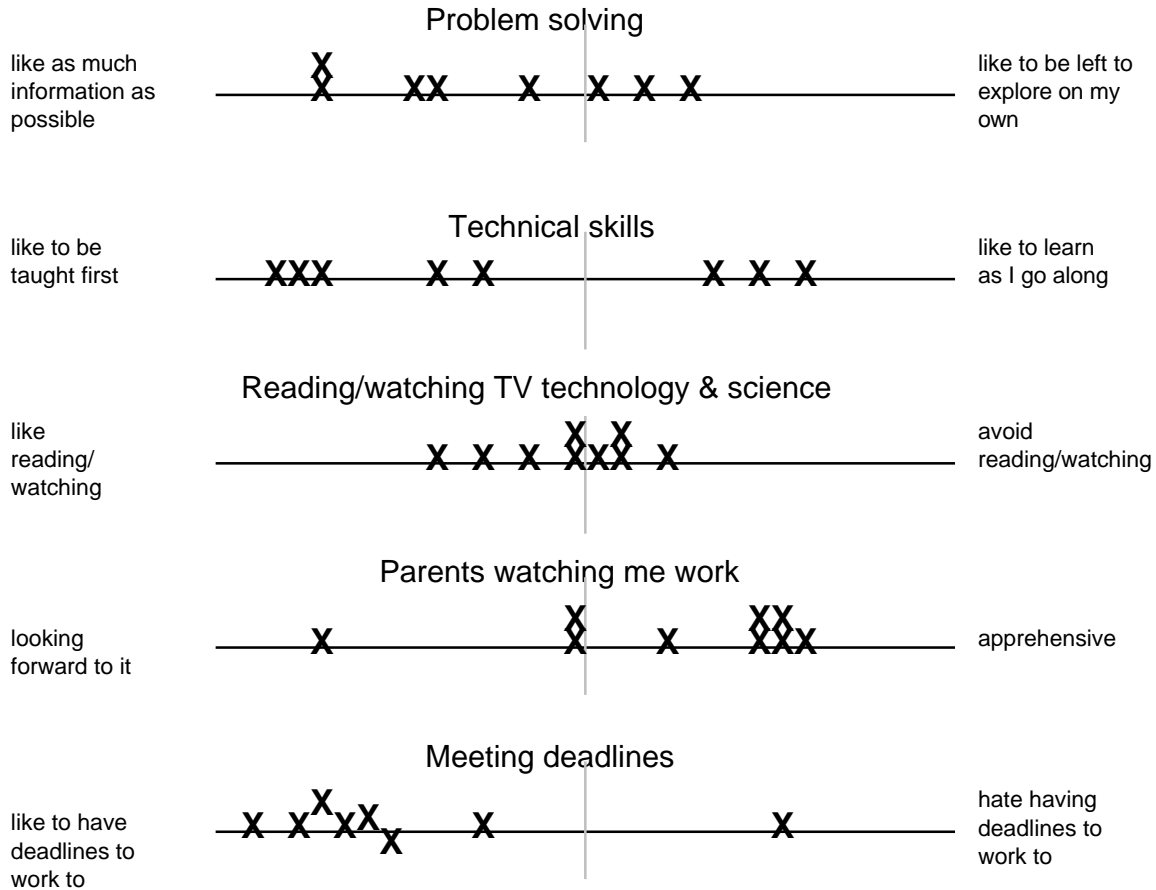 Problem solving
like as much
information as
possible
X
X X X X X X X
like to be left to
explore on my
own
Technical skills
like to be
taught first
X X X X X X X X
like to learn
as I go along
Reading/watching TV technology & science
like
reading/
watching
X X
X X X X X X X
avoid
reading/watching
Parents watching me work
looking
forward to it
X X X
X X X X X X
apprehensive
Meeting deadlines
like to have
deadlines to
work to
X
X X X X X X X
hate having
deadlines to
work to